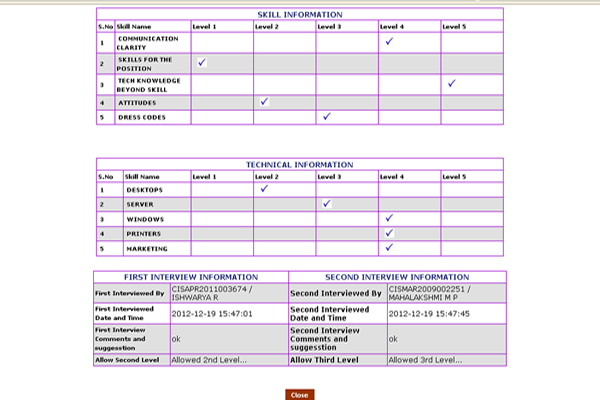 SKILL INFORMATION
S.No Skill Name Level 1 Level 2 Level 3 Level 4 Level 5
1 COMMUNICATION CLARITY ✓
2 SKILLS FOR THE POSITION ✓
3 TECH KNOWLEDGE BEYOND SKILL ✓
4 ATTITUDES ✓
5 DRESS CODES ✓
TECHNICAL INFORMATION
S.No Skill Name Level 1 Level 2 Level 3 Level 4 Level 5
1 DESKTOPS ✓
2 SERVER ✓
3 WINDOWS ✓
4 PRINTERS ✓
5 MARKETING ✓
FIRST INTERVIEW INFORMATION SECOND INTERVIEW INFORMATION
First Interviewed By CISAPR2011003674 / ISHWARYA R Second Interviewed By CISMAR2009002251 / MAHALAKSHMI M P
First Interviewed Date and Time 2012-12-19 15:47:01 Second Interviewed Date and Time 2012-12-19 15:47:45
First Interview Comments and suggesstion ok Second Interview Comments and suggesstion ok
Allow Second Level Allowed 2nd Level... Allow Third Level Allowed 3rd Level...
Close